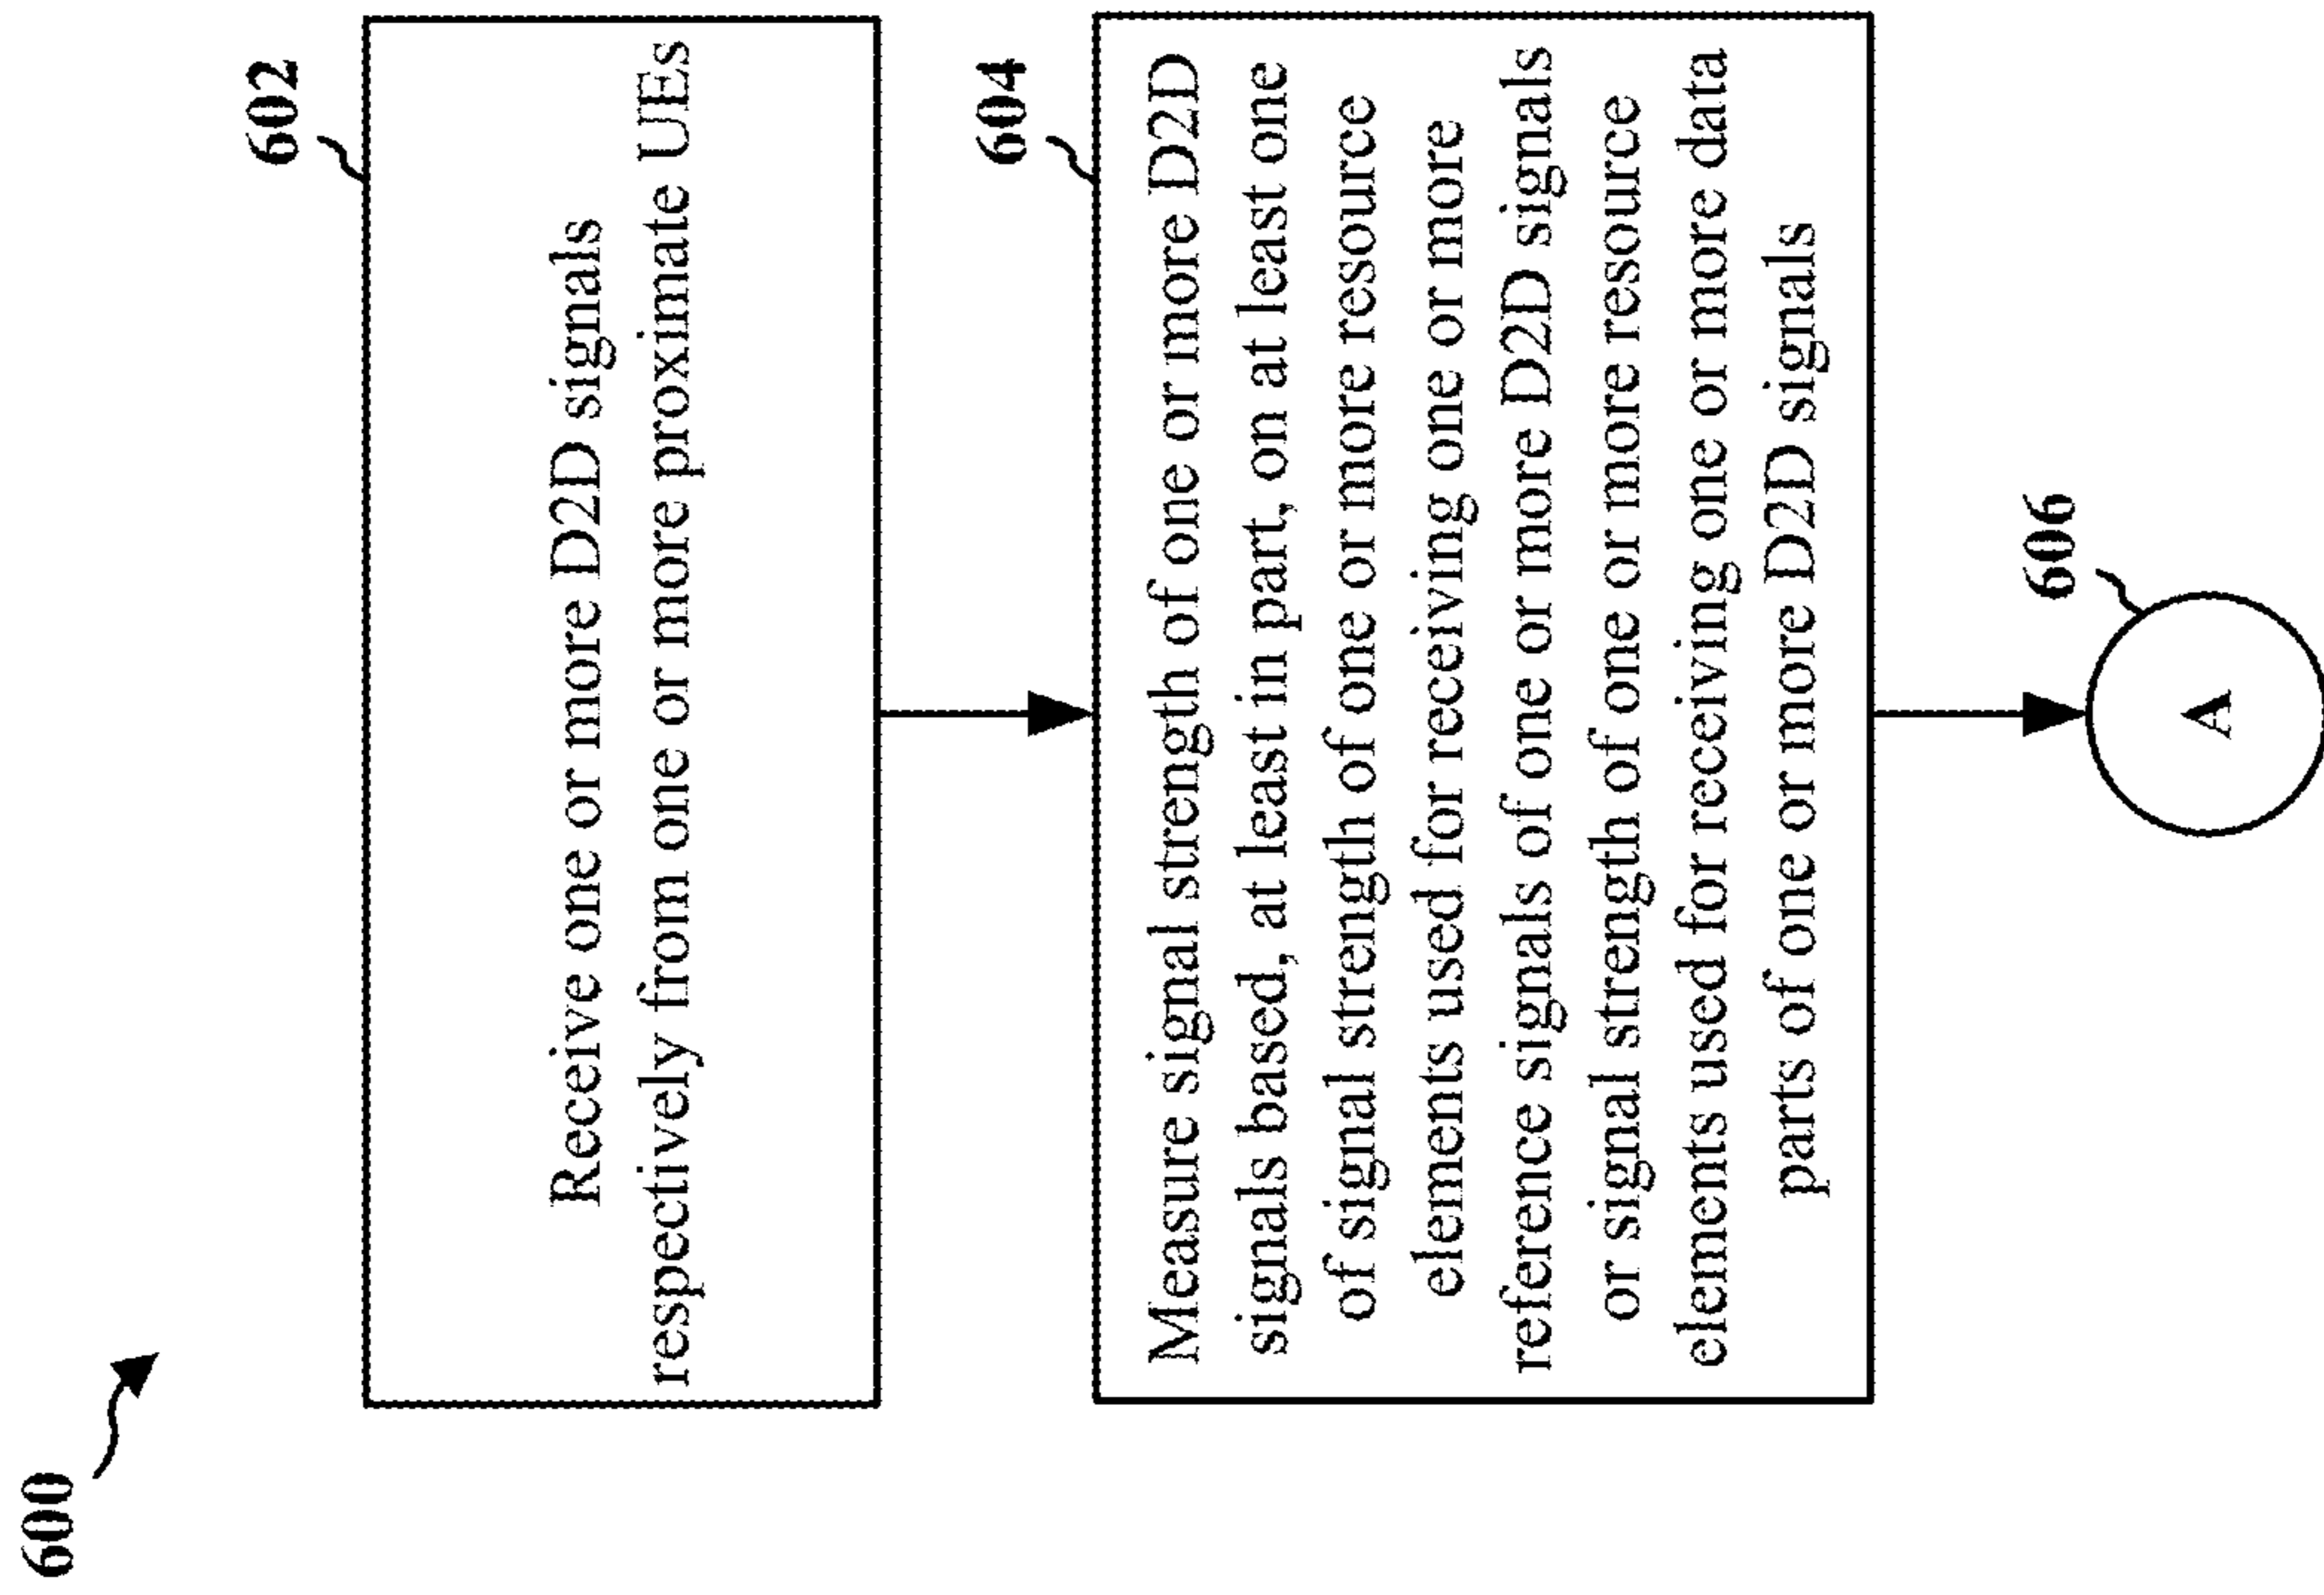 600
602
Receive one or more D2D signals
respectively from one or more proximate UEs
604
Measure signal strength of one or more D2D
signals based, at least in part, on at least one
of signal strength of one or more resource
elements used for receiving one or more
reference signals of one or more D2D signals
or signal strength of one or more resource
elements used for receiving one or more data
parts of one or more D2D signals
606
A